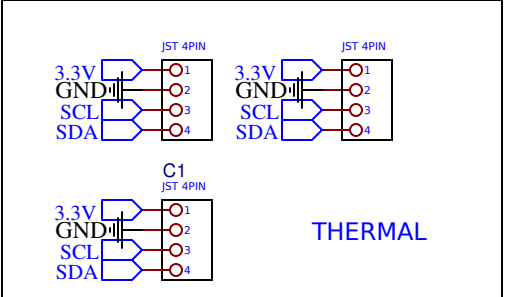 JST 4PIN
3.3V 1
GND 2
SCL 3
SDA 4
JST 4PIN
3.3V 1
GND 2
SCL 3
SDA 4
C1
JST 4PIN
3.3V 1
GND 2
SCL 3
SDA 4
THERMAL